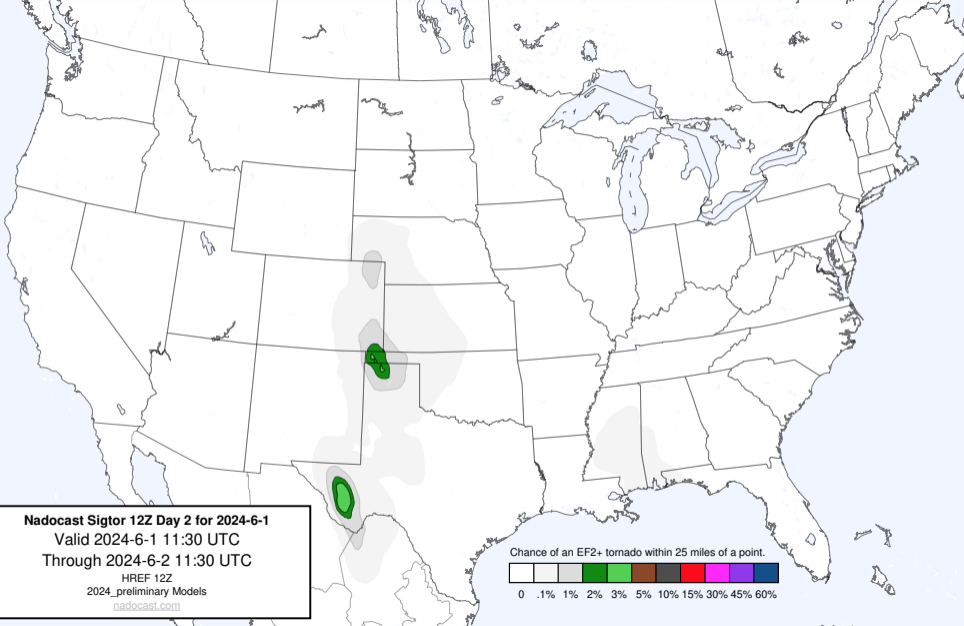 Nadocast Sigtor 12Z Day 2 for 2024-6-1
Valid 2024-6-1 11:30 UTC
Through 2024-6-2 11:30 UTC
HREF 12Z
2024_preliminary Models
nadocast.com
Chance of an EF2+ tornado within 25 miles of a point.
0 .1% 1% 2% 3% 5% 10% 15% 30% 45% 60%